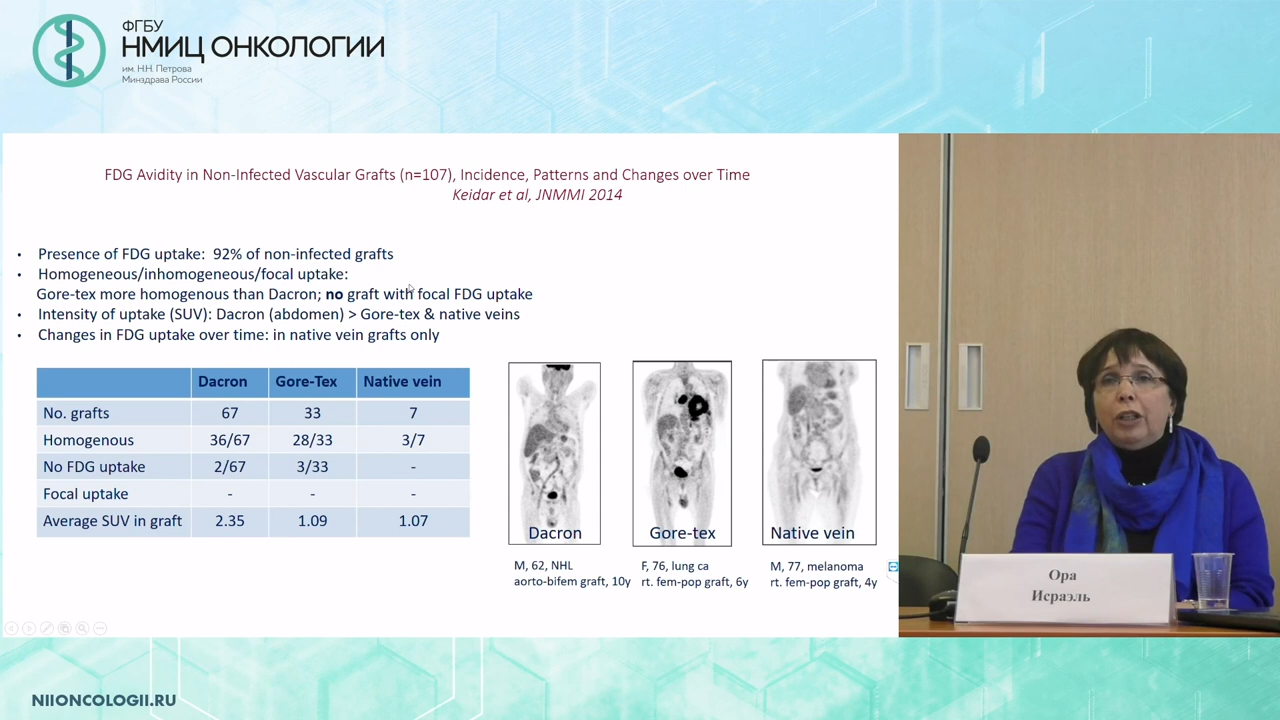 ФГБУ
НМИЦ ОНКОЛОГИИ
им. Н.Н. Петрова
Минздрава России
FDG Avidity in Non-Infected Vascular Grafts (n=107), Incidence, Patterns and Changes over Time
Keidar et al, JNMMI 2014
• Presence of FDG uptake: 92% of non-infected grafts
• Homogeneous/inhomogeneous/focal uptake:
Gore-tex more homogenous than Dacron; no graft with focal FDG uptake
• Intensity of uptake (SUV): Dacron (abdomen) > Gore-tex & native veins
• Changes in FDG uptake over time: in native vein grafts only
Dacron Gore-Tex Native vein
No. grafts 67 33 7
Homogenous 36/67 28/33 3/7
No FDG uptake 2/67 3/33 -
Focal uptake - - -
Average SUV in graft 2.35 1.09 1.07
Dacron Gore-tex Native vein
M, 62, NHL
aorto-bifem graft, 10y
F, 76, lung ca
rt. fem-pop graft, 6y
M, 77, melanoma
rt. fem-pop graft, 4y
Ора
Исраэль
NIIONCOLOGII.RU